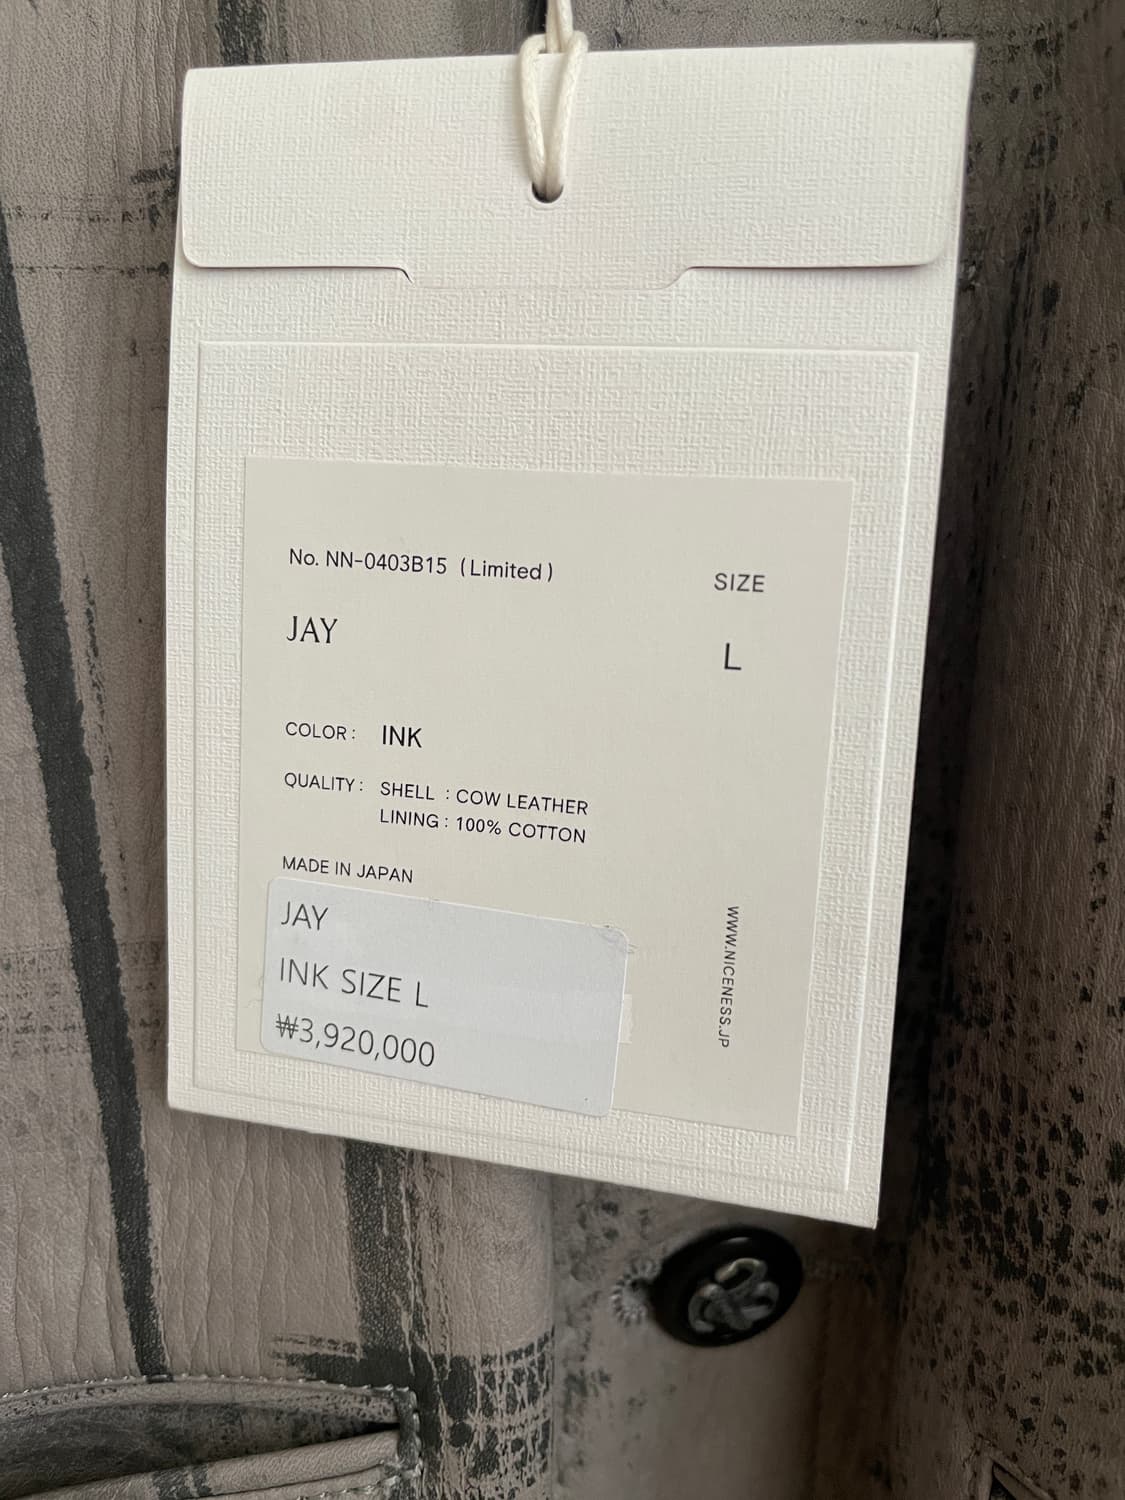 No. NN-0403B15 (Limited)
SIZE
JAY
L
COLOR: INK
QUALITY: SHELL : COW LEATHER
LINING : 100% COTTON
MADE IN JAPAN
WWW.NICENESS.JP
JAY
INK SIZE L
₩3,920,000